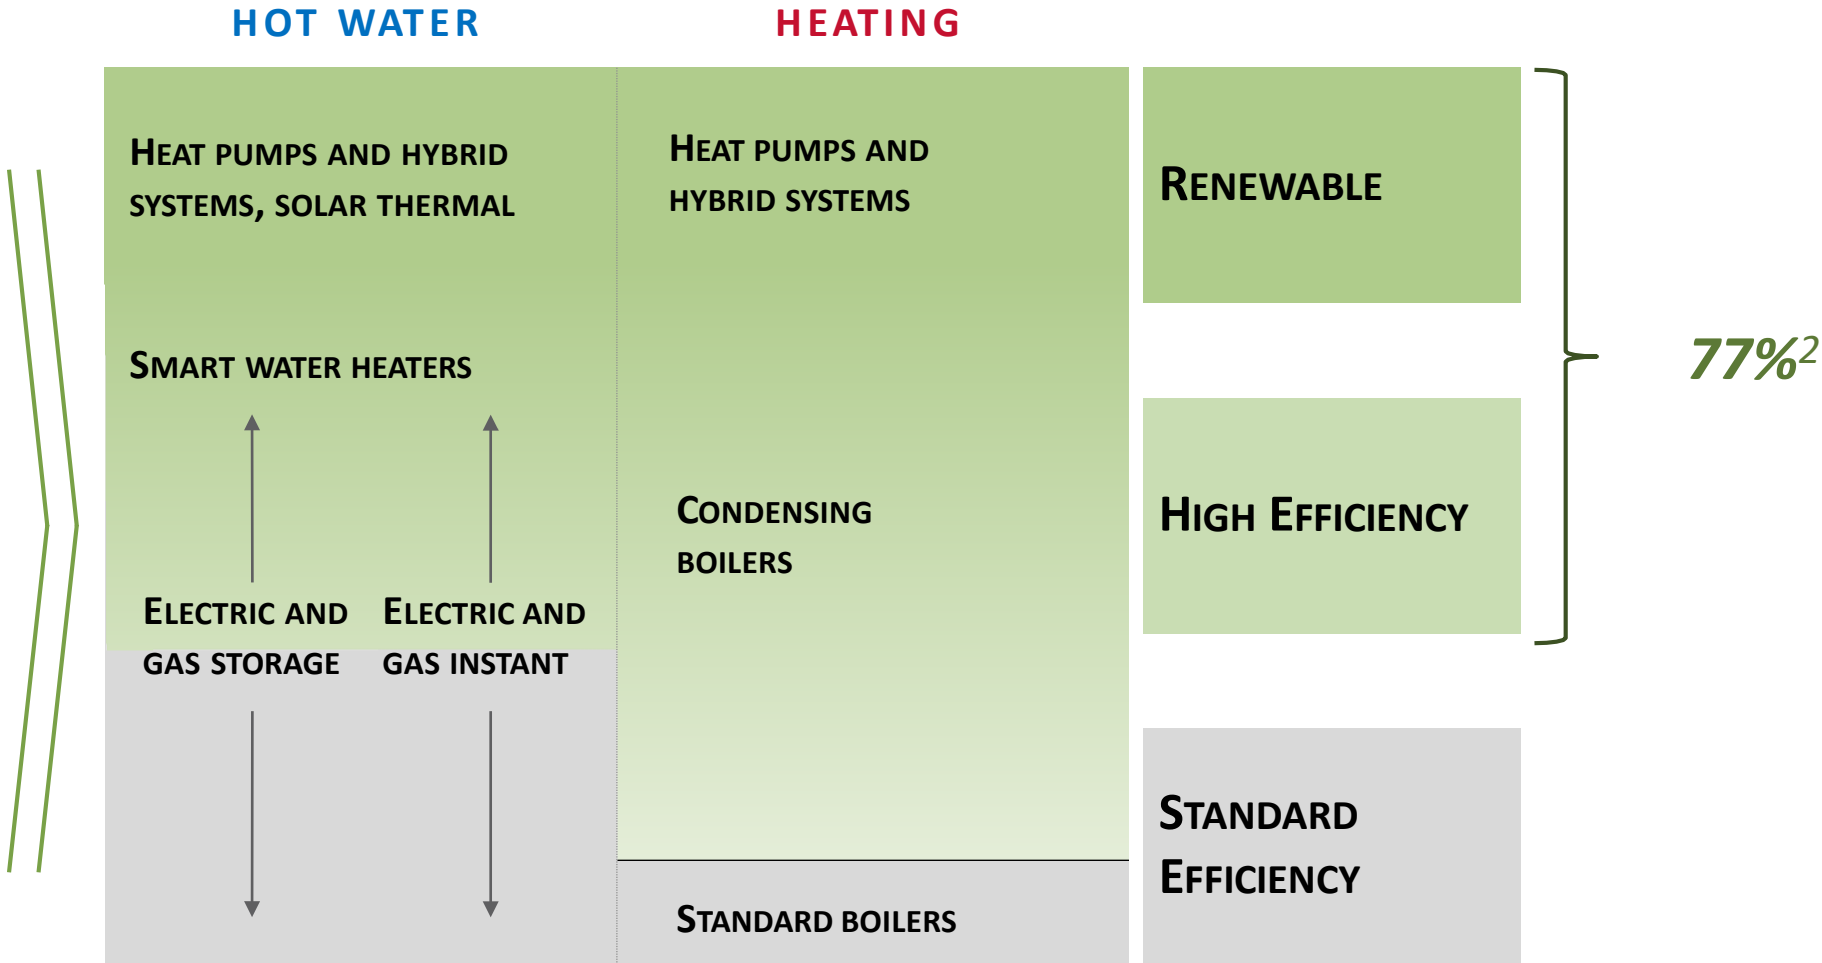 HOT WATER
HEATING
HEAT PUMPS AND HYBRID
SYSTEMS, SOLAR THERMAL
SMART WATER HEATERS
ELECTRIC AND
GAS STORAGE
ELECTRIC AND
GAS INSTANT
HEAT PUMPS AND
HYBRID SYSTEMS
CONDENSING
BOILERS
STANDARD BOILERS
RENEWABLE
HIGH EFFICIENCY
STANDARD
EFFICIENCY
77%²